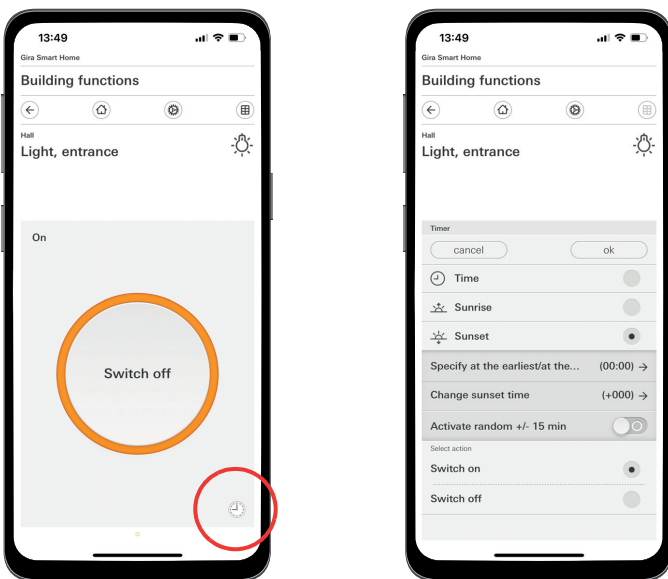 13:49
Gira Smart Home
Building functions
Hall
Light, entrance
On
Switch off
13:49
Gira Smart Home
Building functions
Hall
Light, entrance
Timer
cancel ok
Time
Sunrise
Sunset
Specify at the earliest/at the... (00:00) →
Change sunset time (+000) →
Activate random +/- 15 min
Select action
Switch on
Switch off